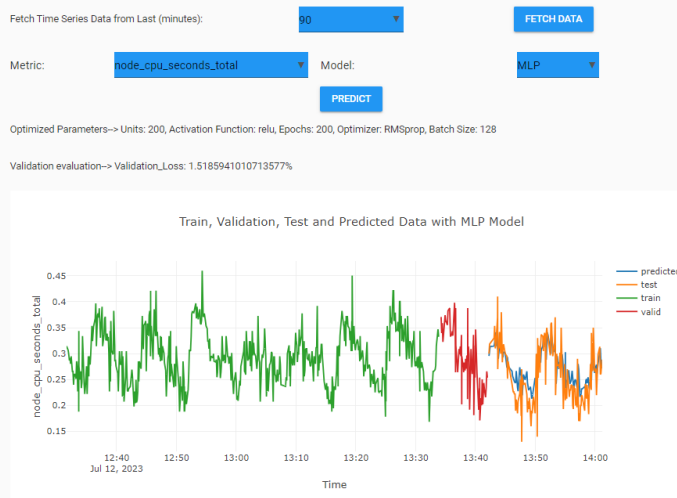 Fetch Time Series Data from Last (minutes):
90
FETCH DATA
Metric:
node_cpu_seconds_total
Model:
MLP
PREDICT
Optimized Parameters--> Units: 200, Activation Function: relu, Epochs: 200, Optimizer: RMSprop, Batch Size: 128
Validation evaluation--> Validation_Loss: 1.5185941010713577%
Train, Validation, Test and Predicted Data with MLP Model
predicted
test
train
valid
node_cpu_seconds_total
0.45
0.4
0.35
0.3
0.25
0.2
0.15
12:40
12:50
13:00
13:10
13:20
13:30
13:40
13:50
14:00
Jul 12, 2023
Time